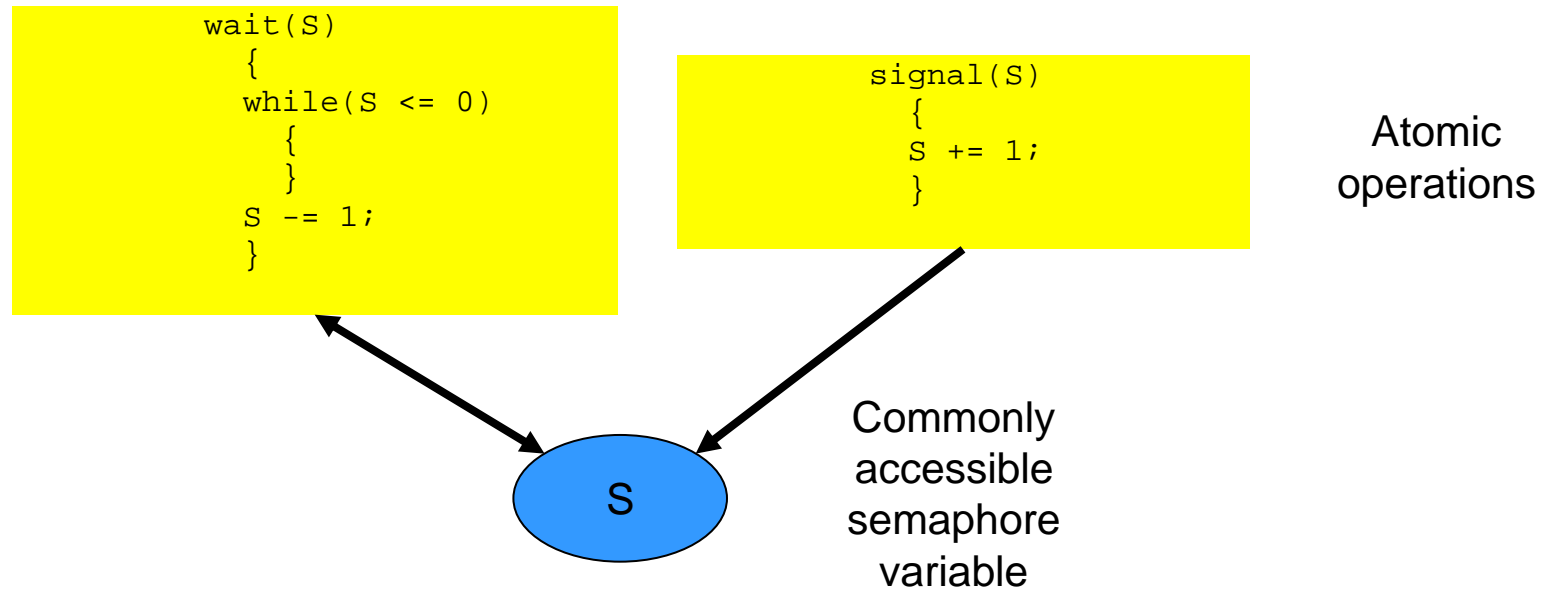 wait(S)
{
while(S <= 0)
{
}
S -= 1;
}
signal(S)
{
S += 1;
}
Atomic
operations
S
Commonly
accessible
semaphore
variable